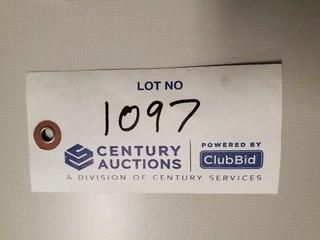 LOT NO
1097
CENTURY AUCTIONS
POWERED BY
ClubBid
A DIVISION OF CENTURY SERVICES